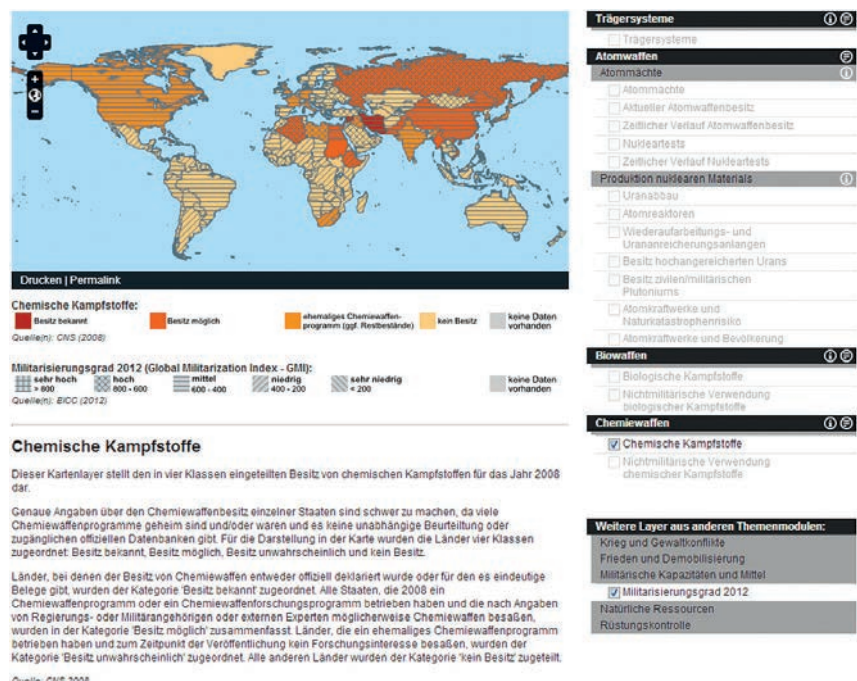 Drucken | Permalink
Chemische Kampfstoffe:
Besitz bekannt
Besitz möglich
ehemaliges Chemiewaffen-
programm (ggf. Restbestände)
kein Besitz
keine Daten
vorhanden
Quelle(n): CNS (2008)
Militarisierungsgrad 2012 (Global Militarization Index - GMI):
sehr hoch
> 800
hoch
800 - 600
mittel
600 - 400
niedrig
400 - 200
sehr niedrig
< 200
keine Daten
vorhanden
Quelle(n): BICC (2012)
Chemische Kampfstoffe
Dieser Kartenlayer stellt den in vier Klassen eingeteilten Besitz von chemischen Kampfstoffen für das Jahr 2008
dar.
Genaue Angaben über den Chemiewaffenbesitz einzelner Staaten sind schwer zu machen, da viele
Chemiewaffenprogramme geheim sind und/oder waren und es keine unabhängige Beurteiltung oder
zugänglichen offiziellen Datenbanken gibt. Für die Darstellung in der Karte wurden die Länder vier Klassen
zugeordnet: Besitz bekannt, Besitz möglich, Besitz unwahrscheinlich und kein Besitz.
Länder, bei denen der Besitz von Chemiewaffen entweder offiziell deklariert wurde oder für den es eindeutige
Belege gibt, wurden der Kategorie 'Besitz bekannt' zugeordnet. Alle Staaten, die 2008 ein
Chemiewaffenprogramm oder ein Chemiewaffenforschungsprogramm betrieben haben und die nach Angaben
von Regierungs- oder Militärangehörigen oder externen Experten möglicherweise Chemiewaffen besaßen,
wurden in der Kategorie 'Besitz möglich' zusammenfasst. Länder, die ein ehemaliges Chemiewaffenprogramm
betrieben haben und zum Zeitpunkt der Veröffentlichung kein Forschungsinteresse besaßen, wurden der
Kategorie 'Besitz unwahrscheinlich' zugeordnet. Alle anderen Länder wurden der Kategorie 'kein Besitz' zugeteilt.
Quelle: CNS 2008
Trägersysteme
Trägersysteme
Atomwaffen
Atommächte
Atommächte
Aktueller Atomwaffenbesitz
Zeitlicher Verlauf Atomwaffenbesitz
Nukleartests
Zeitlicher Verlauf Nukleartests
Produktion nuklearen Materials
Uranabbau
Atomreaktoren
Wiederaufarbeitungs- und
Urananreicherungsanlangen
Besitz hochangereicherten Urans
Besitz zivilen/militärischen
Plutoniums
Atomkraftwerke und
Naturkatastrophenrisiko
Atomkraftwerke und Bevölkerung
Biowaffen
Biologische Kampfstoffe
Nichtmilitärische Verwendung
biologischer Kampfstoffe
Chemiewaffen
Chemische Kampfstoffe
Nichtmilitärische Verwendung
chemischer Kampfstoffe
Weitere Layer aus anderen Themenmodulen:
Krieg und Gewaltkonflikte
Frieden und Demobilisierung
Militärische Kapazitäten und Mittel
Militarisierungsgrad 2012
Natürliche Ressourcen
Rüstungskontrolle